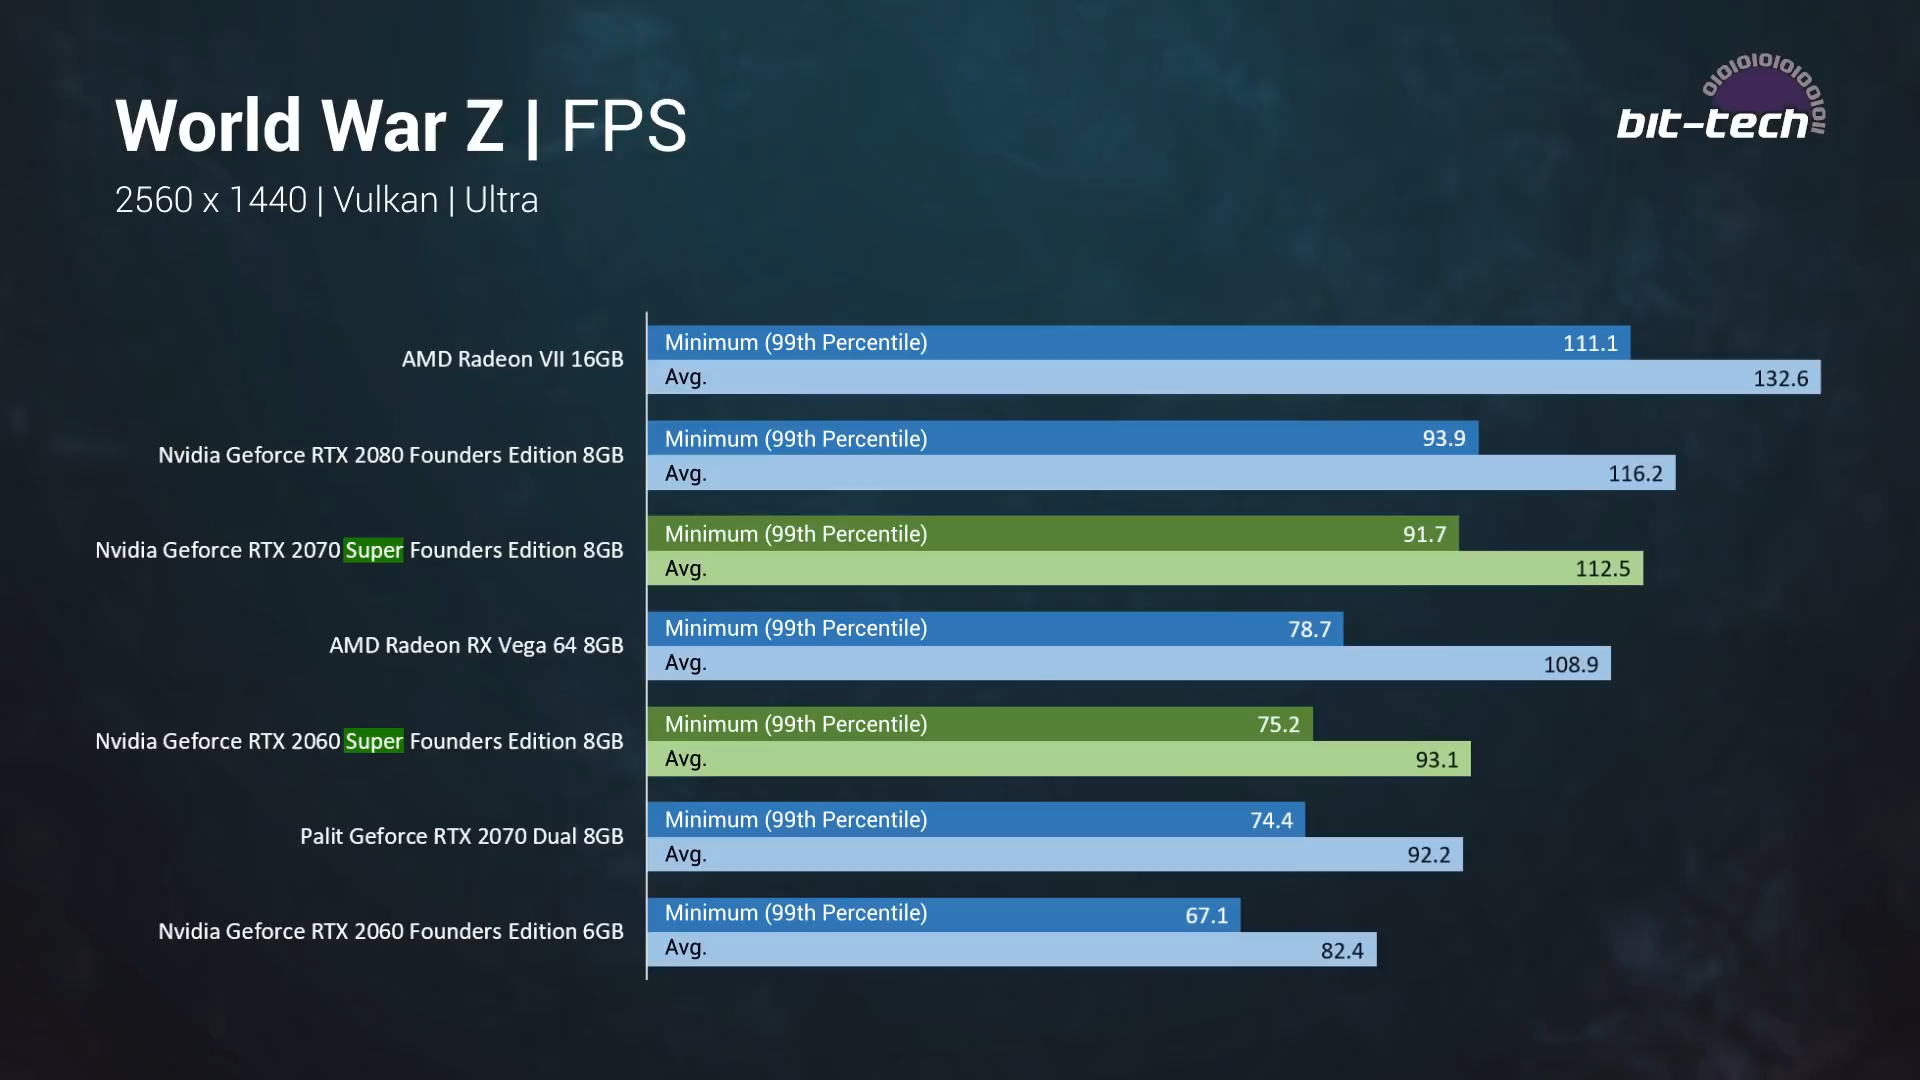 World War Z | FPS
2560 x 1440 | Vulkan | Ultra
01010101010101011
bit-tech
AMD Radeon VII 16GB
Minimum (99th Percentile) 111.1
Avg. 132.6
Nvidia Geforce RTX 2080 Founders Edition 8GB
Minimum (99th Percentile) 93.9
Avg. 116.2
Nvidia Geforce RTX 2070 Super Founders Edition 8GB
Minimum (99th Percentile) 91.7
Avg. 112.5
AMD Radeon RX Vega 64 8GB
Minimum (99th Percentile) 78.7
Avg. 108.9
Nvidia Geforce RTX 2060 Super Founders Edition 8GB
Minimum (99th Percentile) 75.2
Avg. 93.1
Palit Geforce RTX 2070 Dual 8GB
Minimum (99th Percentile) 74.4
Avg. 92.2
Nvidia Geforce RTX 2060 Founders Edition 6GB
Minimum (99th Percentile) 67.1
Avg. 82.4